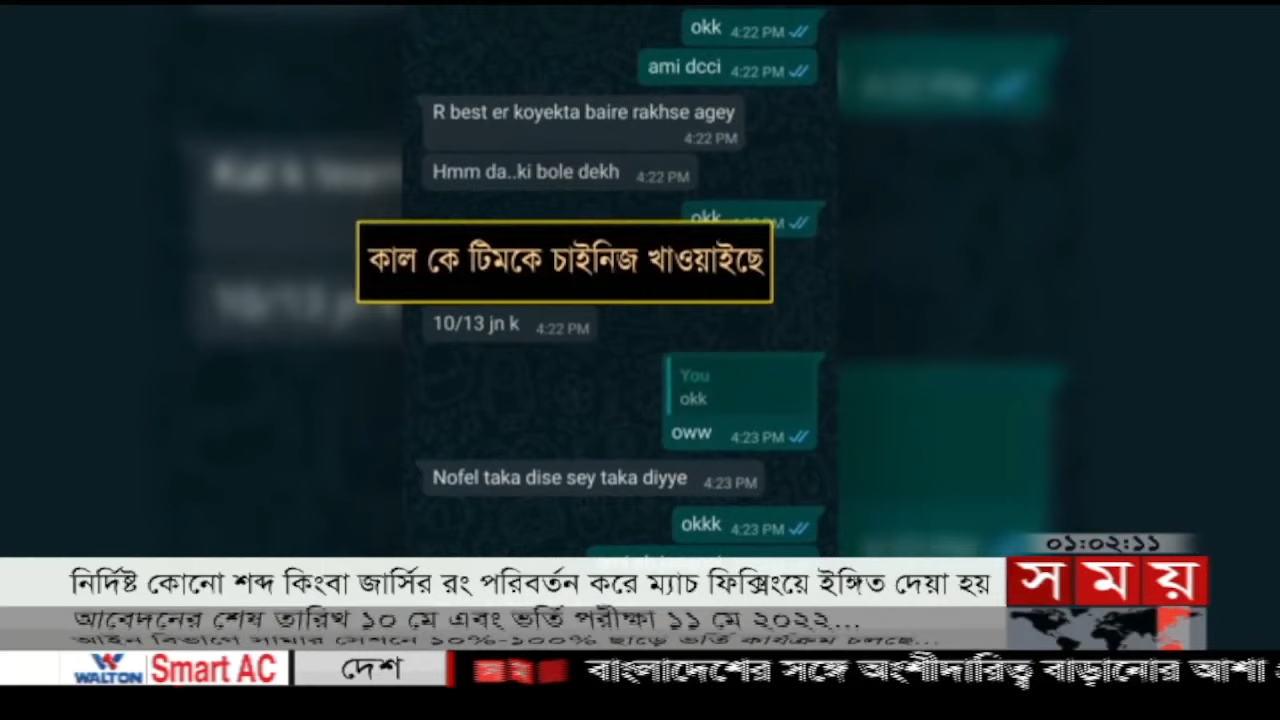 okk 4:22 PM
ami dcci 4:22 PM
R best er koyekta baire rakhse agey
4:22 PM
Hmm da..ki bole dekh 4:22 PM
okk
কাল কে টিমকে চাইনিজ খাওয়াইছে
10/13 jn k 4:22 PM
You
okk
oww 4:23 PM
Nofel taka dise sey taka diyye 4:23 PM
okkk 4:23 PM
০১:০২:১১
নির্দিষ্ট কোনো শব্দ কিংবা জার্সির রং পরিবর্তন করে ম্যাচ ফিক্সিংয়ে ইঙ্গিত দেয়া হয়
সময়
আবেদনের শেষ তারিখ ১০ মে এবং ভর্তি পরীক্ষা ১১ মে ২০২২...
WALTON Smart AC
দেশ
বাংলাদেশের সঙ্গে অংশীদারিত্ব বাড়ানোর আশা